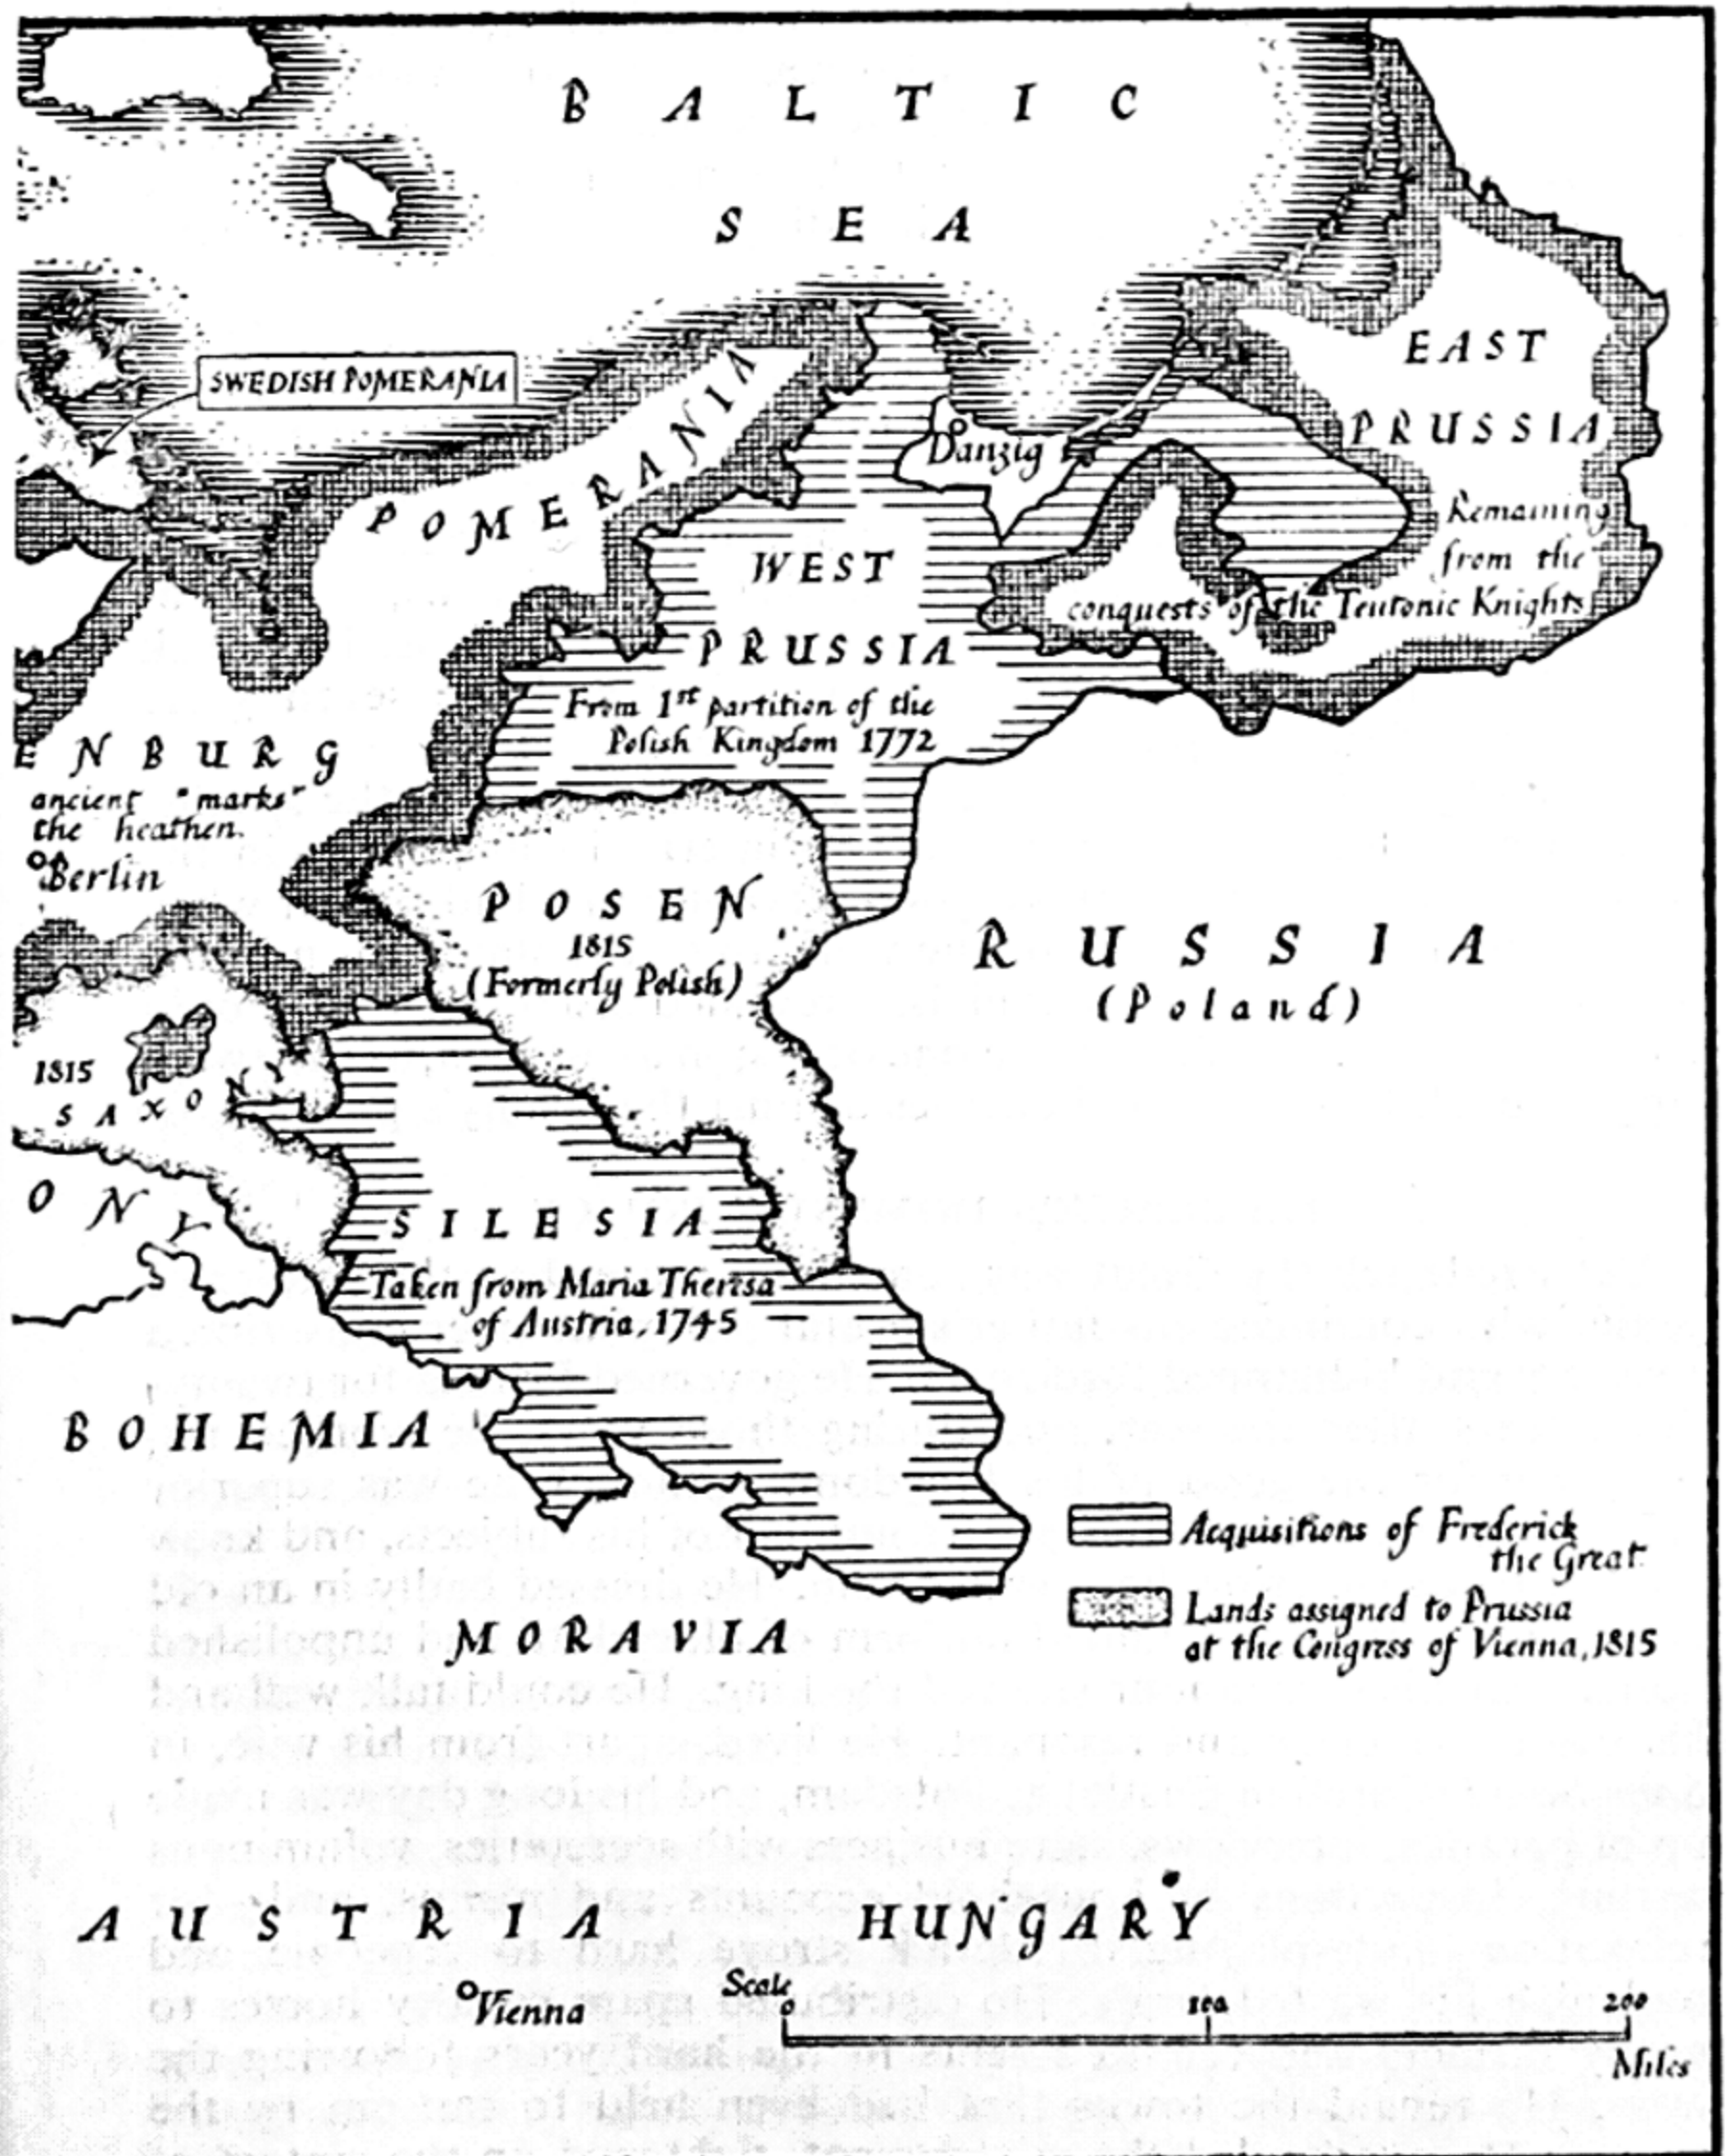 BALTIC
SEA
SWEDISH POMERANIA
EAST
PRUSSIA
Remaining
from the
conquests of the Teutonic Knights
POMERANIA
Danzig
WEST
PRUSSIA
From 1st partition of the
Polish Kingdom 1772
ENBURG
ancient "marks"
the heathen.
Berlin
POSEN
1815
(Formerly Polish)
RUSSIA
(Poland)
1815
SAXONY
ONY
SILESIA
Taken from Maria Theresa
of Austria, 1745
BOHEMIA
MORAVIA
Acquisitions of Frederick
the Great
Lands assigned to Prussia
at the Congress of Vienna, 1815
AUSTRIA
HUNGARY
Vienna
Scale
0 100 200
Miles